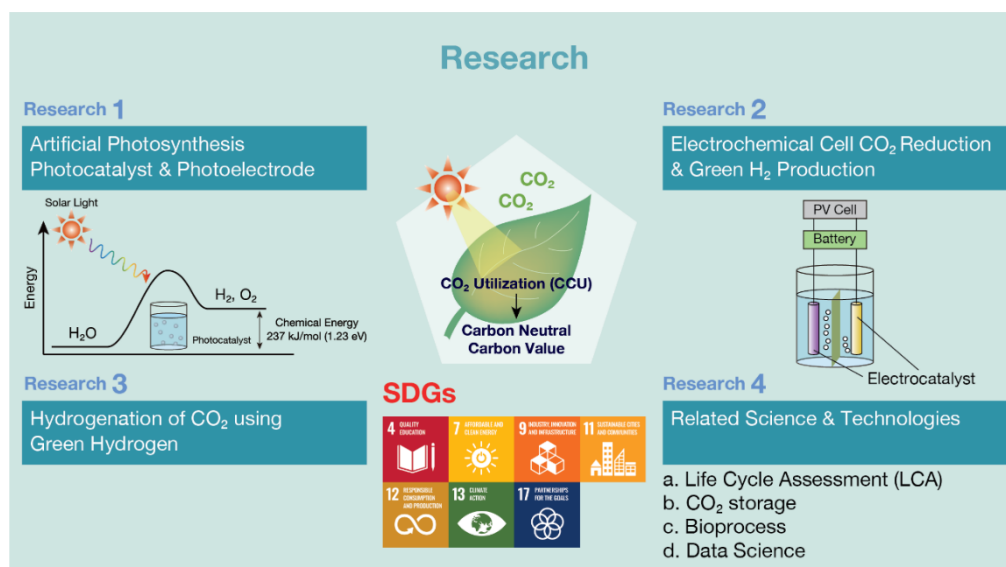 Research
Research 1
Artificial Photosynthesis
Photocatalyst & Photoelectrode
Solar Light
Energy
H₂O
H₂, O₂
Photocatalyst
Chemical Energy
237 kJ/mol (1.23 eV)
CO₂
CO₂
CO₂ Utilization (CCU)
Carbon Neutral
Carbon Value
Research 2
Electrochemical Cell CO₂ Reduction
& Green H₂ Production
PV Cell
Battery
Electrocatalyst
Research 3
Hydrogenation of CO₂ using
Green Hydrogen
SDGs
4 QUALITY
EDUCATION
7 AFFORDABLE AND
CLEAN ENERGY
9 INDUSTRY, INNOVATION
AND INFRASTRUCTURE
11 SUSTAINABLE CITIES
AND COMMUNITIES
12 RESPONSIBLE
CONSUMPTION
AND PRODUCTION
13 CLIMATE
ACTION
17 PARTNERSHIPS
FOR THE GOALS
Research 4
Related Science & Technologies
a. Life Cycle Assessment (LCA)
b. CO₂ storage
c. Bioprocess
d. Data Science